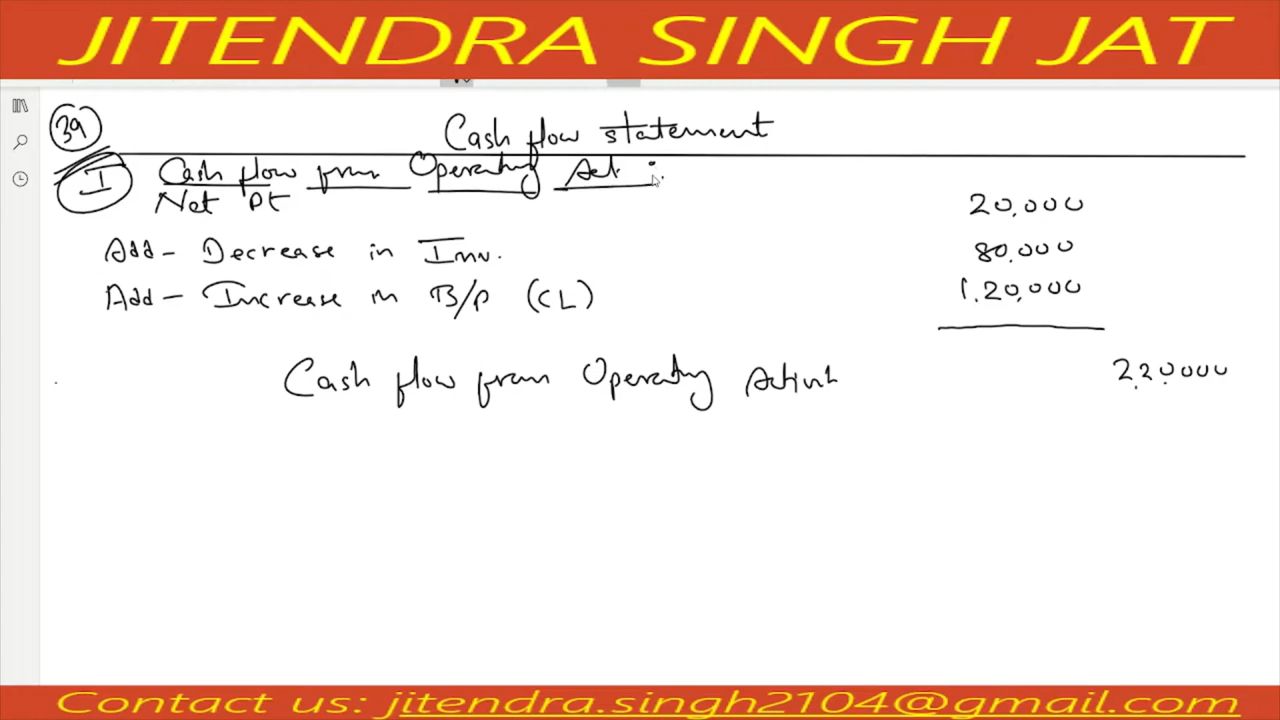 JITENDRA SINGH JAT
39
Cash flow statement
I Cash flow from Operating Act.
Net Pt 20,000
Add- Decrease in Inv. 80,000
Add- Increase in B/P (CL) 1,20,000
Cash flow from Operating Activit 2,20,000
Contact us: jitendra.singh2104@gmail.com